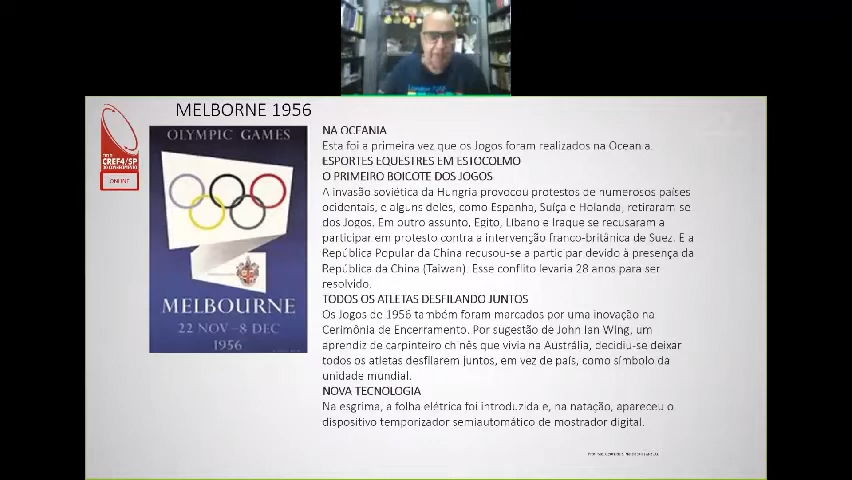 MELBORNE 1956
CREF4/SP
ONLINE
OLYMPIC GAMES
MELBOURNE
22 NOV–8 DEC
1956
NA OCEANIA
Esta foi a primeira vez que os Jogos foram realizados na Oceania.
ESPORTES EQUESTRES EM ESTOCOLMO
O PRIMEIRO BOICOTE DOS JOGOS
A invasão soviética da Hungria provocou protestos de numerosos países
ocidentais, e alguns deles, como Espanha, Suíça e Holanda, retiraram-se
dos Jogos. Em outro assunto, Egito, Líbano e Iraque se recusaram a
participar em protesto contra a intervenção franco-britânica de Suez. E a
República Popular da China recusou-se a participar devido à presença da
República da China (Taiwan). Esse conflito levaria 28 anos para ser
resolvido.
TODOS OS ATLETAS DESFILANDO JUNTOS
Os Jogos de 1956 também foram marcados por uma inovação na
Cerimônia de Encerramento. Por sugestão de John Ian Wing, um
aprendiz de carpinteiro chinês que vivia na Austrália, decidiu-se deixar
todos os atletas desfilarem juntos, em vez de país, como símbolo da
unidade mundial.
NOVA TECNOLOGIA
Na esgrima, a folha elétrica foi introduzida e, na natação, apareceu o
dispositivo temporizador semiautomático de mostrador digital.